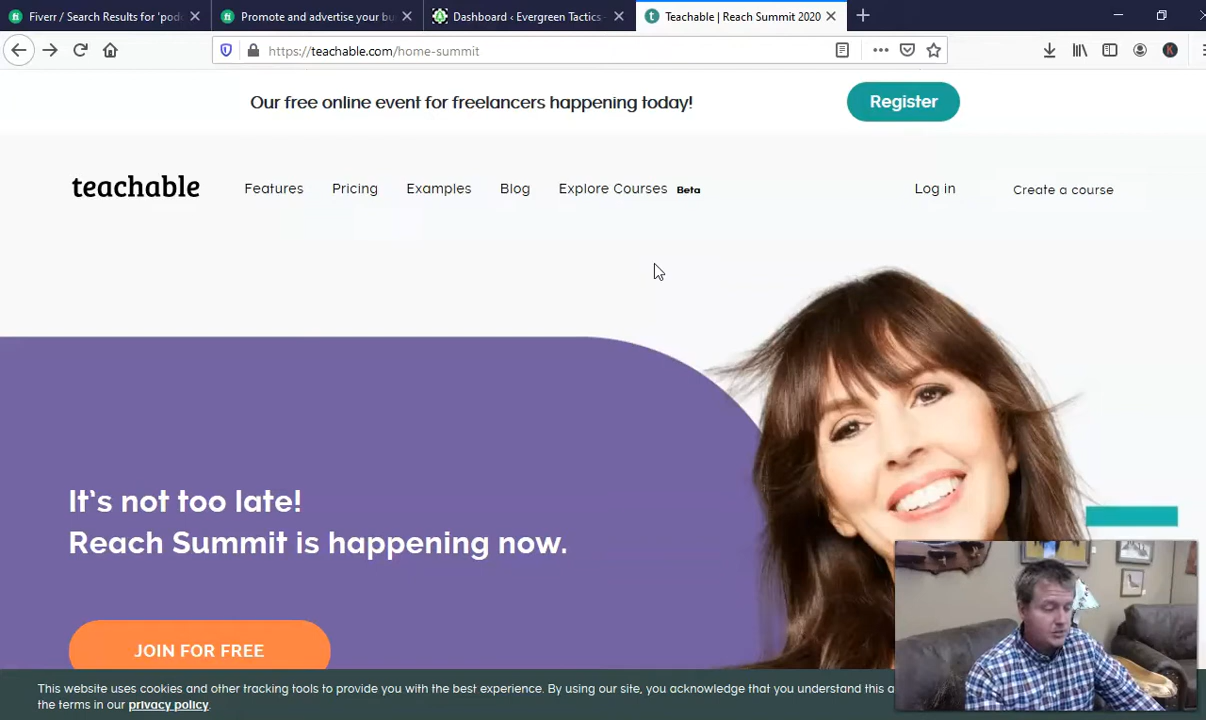 Fiverr / Search Results for 'pod
Promote and advertise your bu
Dashboard ‹ Evergreen Tactics
Teachable | Reach Summit 2020
https://teachable.com/home-summit
Our free online event for freelancers happening today!
Register
teachable
Features
Pricing
Examples
Blog
Explore Courses
Beta
Log in
Create a course
It's not too late!
Reach Summit is happening now.
JOIN FOR FREE
This website uses cookies and other tracking tools to provide you with the best experience. By using our site, you acknowledge that you understand this a
the terms in our privacy policy.